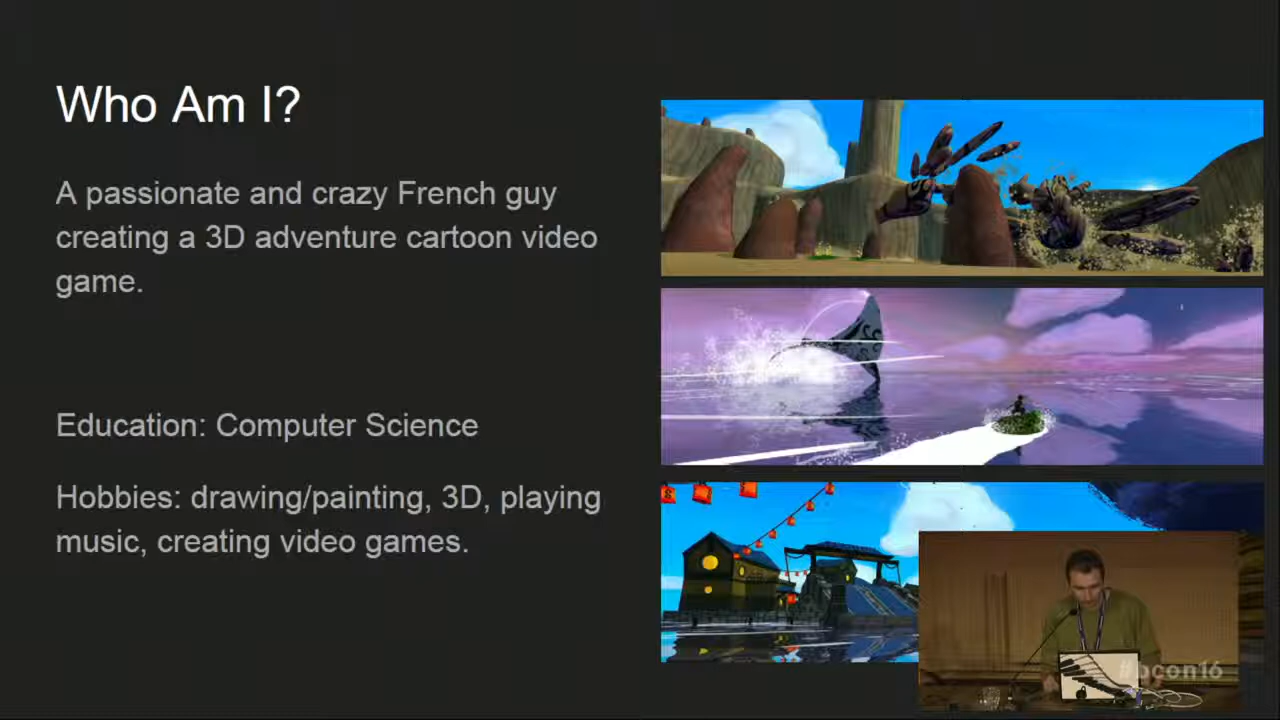 Who Am I?
A passionate and crazy French guy
creating a 3D adventure cartoon video
game.
Education: Computer Science
Hobbies: drawing/painting, 3D, playing
music, creating video games.
#bcon16